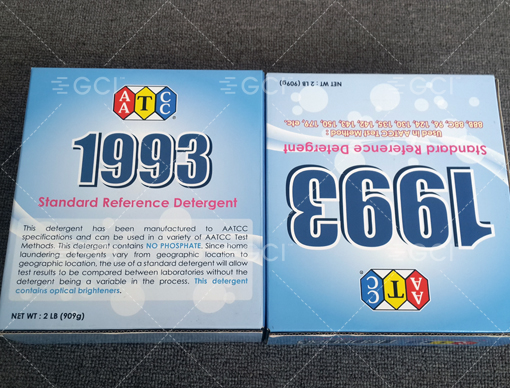 GCI
AATCC
1993
Standard Reference Detergent
This detergent has been manufactured to AATCC
specifications and can be used in a variety of AATCC Test
Methods. This detergent contains NO PHOSPHATE. Since home
laundering detergents vary from geographic location to
geographic location, the use of a standard detergent will allow
test results to be compared between laboratories without the
detergent being a variable in the process. This detergent
contains optical brighteners.
NET WT : 2 LB (909g)
AATCC
1993
Standard Reference Detergent
Used in AATCC Test Method :
88B, 88C, 96, 124, 130, 135, 142, 143, 150, 179, etc.
NET WT : 2 LB (909g)
GCI